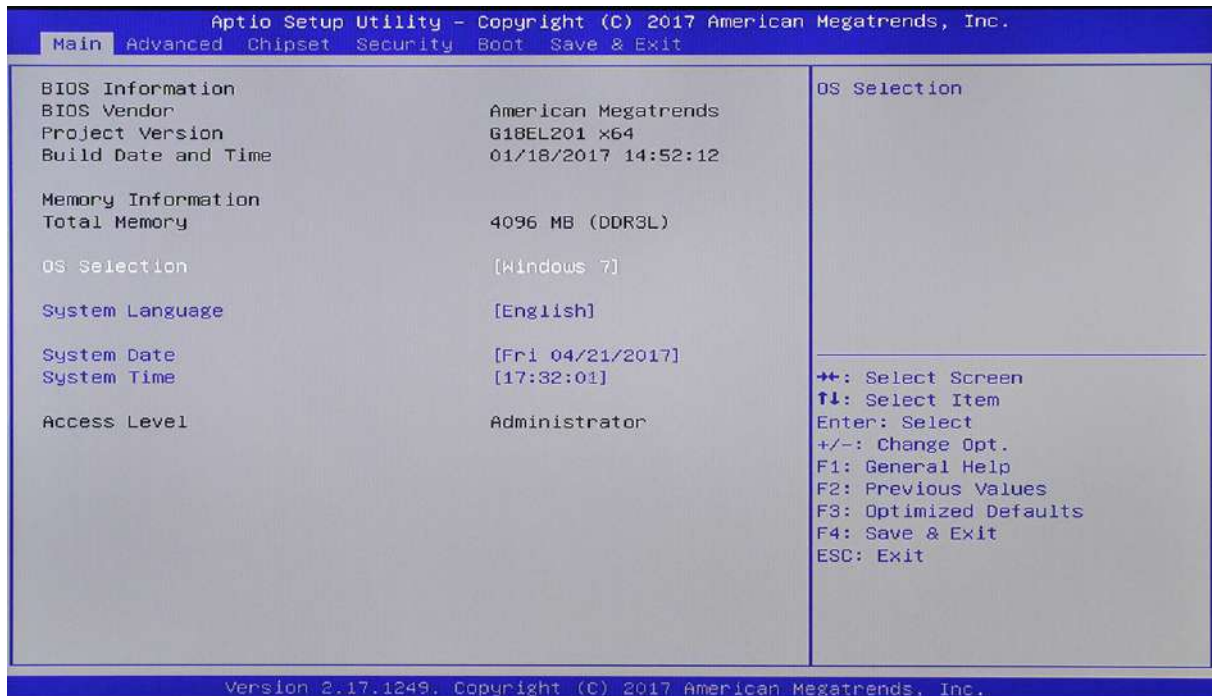 Aptio Setup Utility – Copyright (C) 2017 American Megatrends, Inc.
Main Advanced Chipset Security Boot Save & Exit
BIOS Information
BIOS Vendor American Megatrends
Project Version G18EL201 x64
Build Date and Time 01/18/2017 14:52:12
Memory Information
Total Memory 4096 MB (DDR3L)
OS Selection [Windows 7]
System Language [English]
System Date [Fri 04/21/2017]
System Time [17:32:01]
Access Level Administrator
OS Selection
→←: Select Screen
↑↓: Select Item
Enter: Select
+/-: Change Opt.
F1: General Help
F2: Previous Values
F3: Optimized Defaults
F4: Save & Exit
ESC: Exit
Version 2.17.1249. Copyright (C) 2017 American Megatrends, Inc.